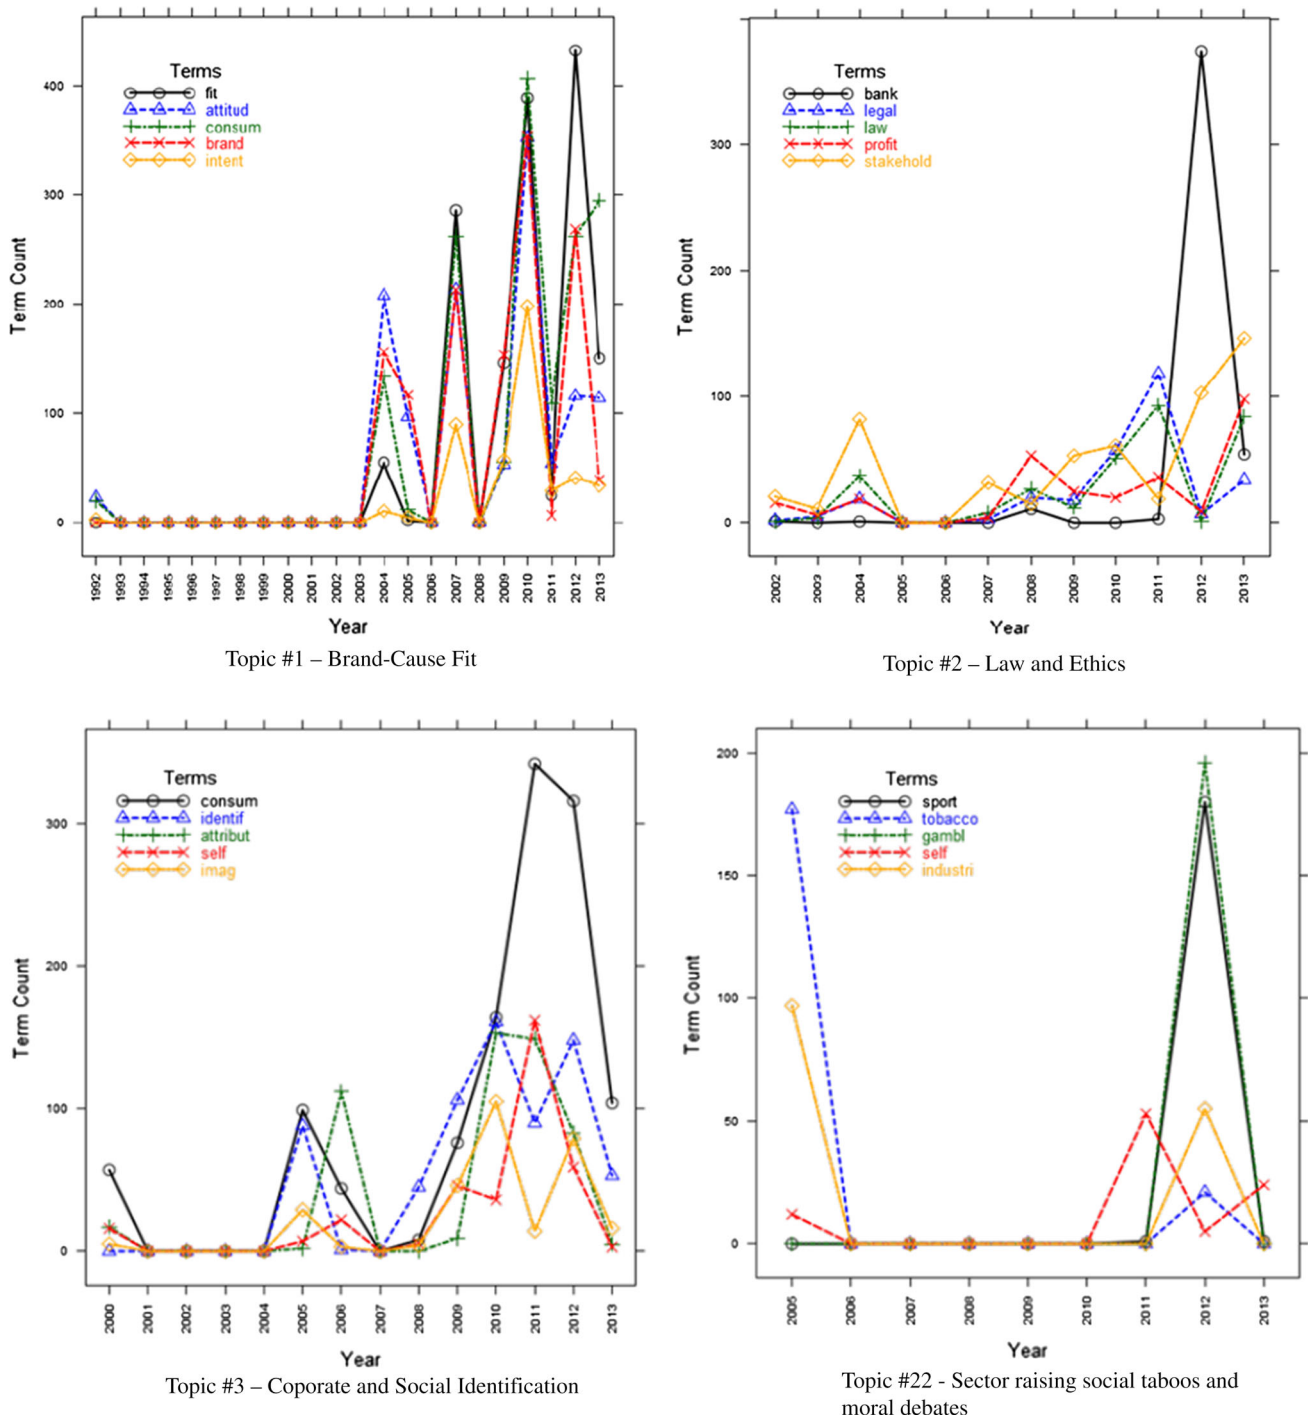 Terms
fit
attitud
consum
brand
intent
Term Count
400
300
200
100
0
1992 1993 1994 1995 1996 1997 1998 1999 2000 2001 2002 2003 2004 2005 2006 2007 2008 2009 2010 2011 2012 2013
Year
Topic #1 – Brand-Cause Fit
Terms
bank
legal
law
profit
stakehold
Term Count
300
200
100
0
2002 2003 2004 2005 2006 2007 2008 2009 2010 2011 2012 2013
Year
Topic #2 – Law and Ethics
Terms
consum
identif
attribut
self
imag
Term Count
300
200
100
0
2000 2001 2002 2003 2004 2005 2006 2007 2008 2009 2010 2011 2012 2013
Year
Topic #3 – Coporate and Social Identification
Terms
sport
tobacco
gambl
self
industri
Term Count
200
150
100
50
0
2005 2006 2007 2008 2009 2010 2011 2012 2013
Year
Topic #22 - Sector raising social taboos and
moral debates